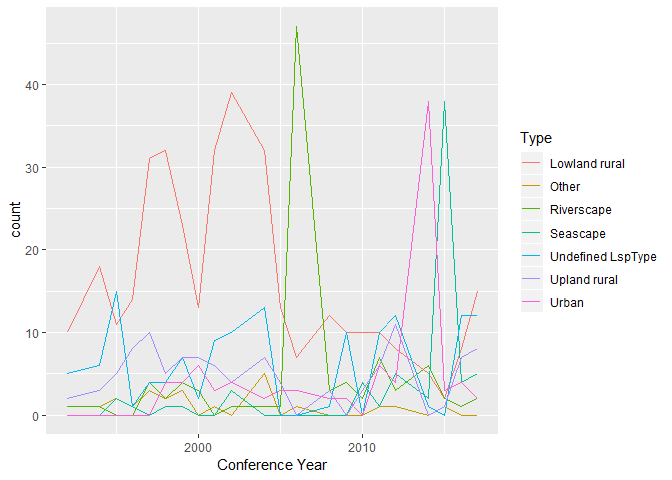 count
40
30
20
10
0
2000
2010
Conference Year
Type
Lowland rural
Other
Riverscape
Seascape
Undefined LspType
Upland rural
Urban